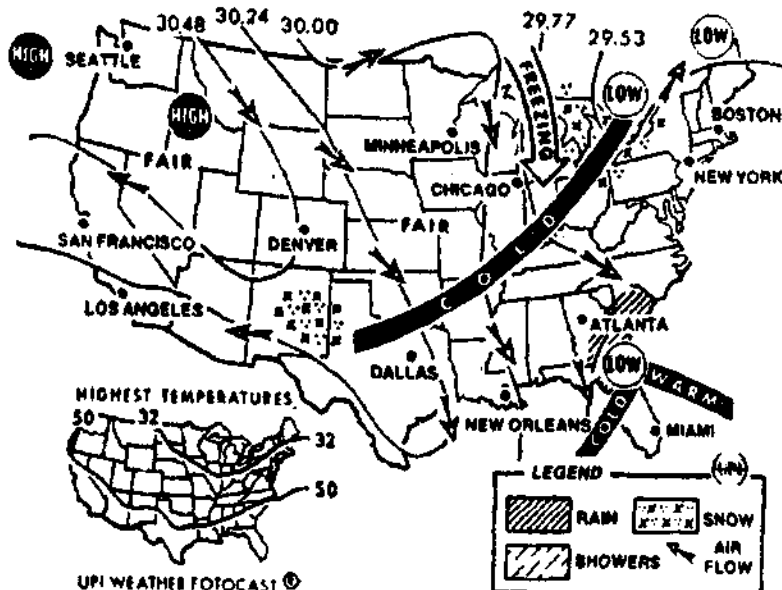 30.48
30.24
30.00
29.77
29.53
HIGH
SEATTLE
HIGH
FREEZING
LOW
LOW
BOSTON
MINNEAPOLIS
NEW YORK
FAIR
CHICAGO
SAN FRANCISCO
DENVER
FAIR
COLD
LOS ANGELES
ATLANTA
DALLAS
LOW
WARM
COLD
NEW ORLEANS
MIAMI
HIGHEST TEMPERATURES
50
32
32
50
UPI WEATHER FOTOCAST ®
LEGEND
UPI
RAIN
SNOW
SHOWERS
AIR
FLOW